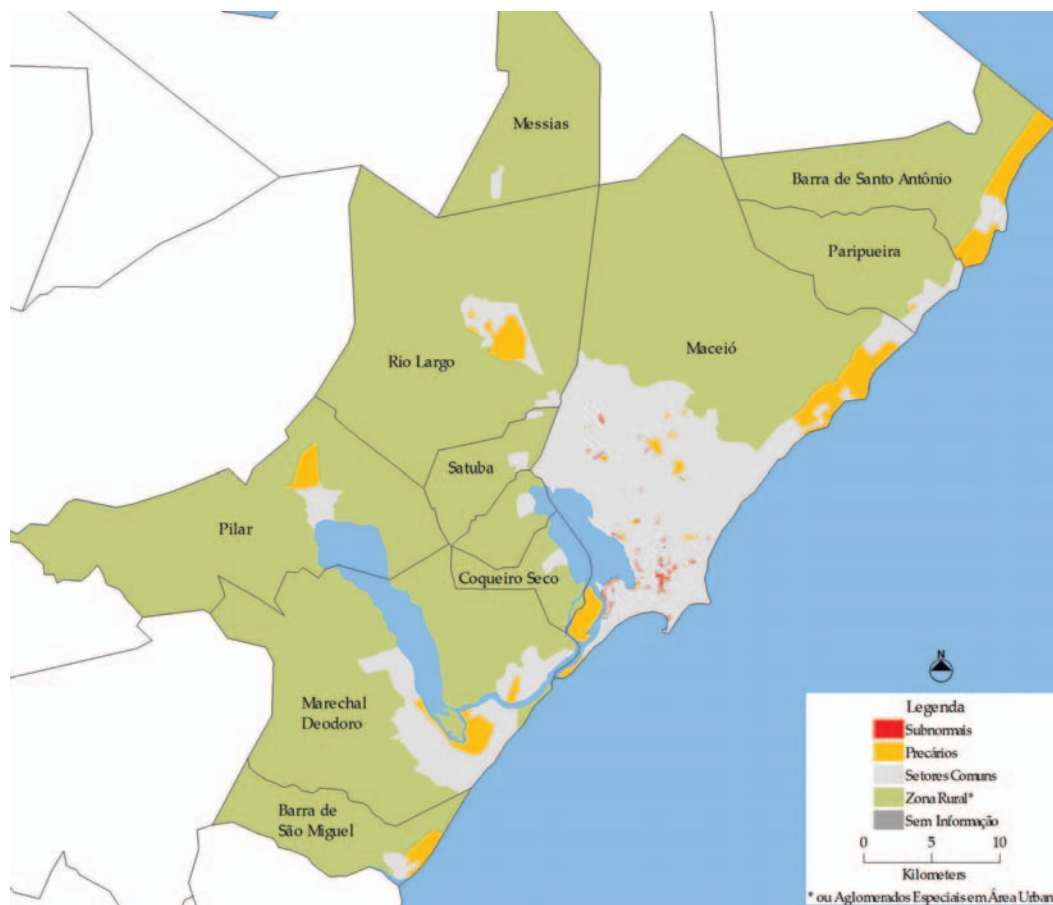 Messias
Barra de Santo Antônio
Paripueira
Maceió
Rio Largo
Satuba
Pilar
Coqueiro Seco
Marechal
Deodoro
Barra de
São Miguel
N
Legenda
Subnormais
Precários
Setores Comuns
Zona Rural*
Sem Informação
0 5 10
Kilometers
* ou Aglomerados Especiais em Área Urban